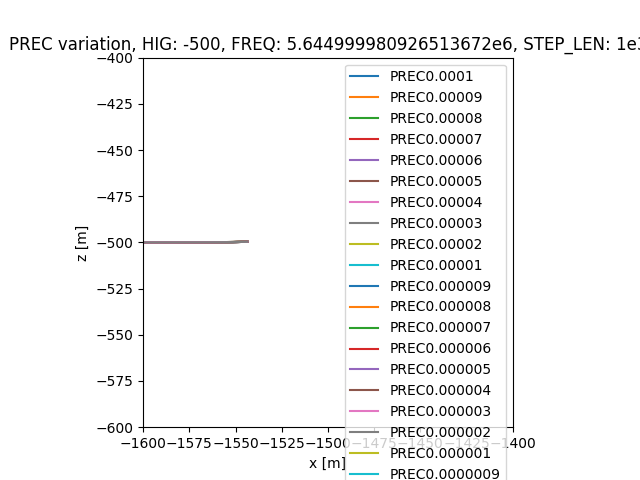 PREC variation, HIG: -500, FREQ: 5.644999980926513672e6, STEP_LEN: 1e3
−400
−425
−450
−475
−500
−525
−550
−575
−600
z [m]
−1600 −1575 −1550 −1525 −1500 −1475 −1450 −1425 −1400
x [m]
PREC0.0001
PREC0.00009
PREC0.00008
PREC0.00007
PREC0.00006
PREC0.00005
PREC0.00004
PREC0.00003
PREC0.00002
PREC0.00001
PREC0.000009
PREC0.000008
PREC0.000007
PREC0.000006
PREC0.000005
PREC0.000004
PREC0.000003
PREC0.000002
PREC0.000001
PREC0.0000009